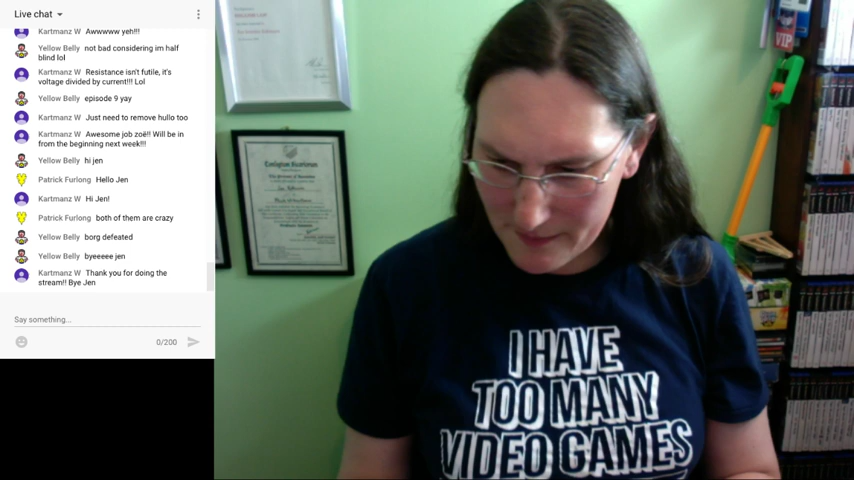 Live chat
Kartmanz W Awwwww yeh!!!
Yellow Belly not bad considering im half
blind lol
Kartmanz W Resistance isn't futile, it's
voltage divided by current!!! Lol
Yellow Belly episode 9 yay
Kartmanz W Just need to remove hullo too
Kartmanz W Awesome job zoë!! Will be in
from the beginning next week!!!
Yellow Belly hi jen
Patrick Furlong Hello Jen
Kartmanz W Hi Jen!
Patrick Furlong both of them are crazy
Yellow Belly borg defeated
Yellow Belly byeeeee jen
Kartmanz W Thank you for doing the
stream!! Bye Jen
Say something...
0/200
VIP
I HAVE
TOO MANY
VIDEO GAMES